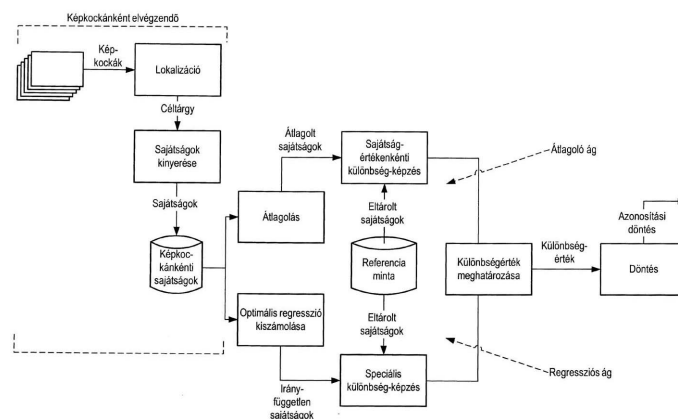 Képkockánként elvégzendő
Kép-
kockák
Lokalizáció
Céltárgy
Sajátságok
kinyerése
Sajátságok
Képkoc-
kánkénti
sajátságok
Átlagolt
sajátságok
Átlagolás
Optimális regresszió
kiszámolása
Irány-
független
sajátságok
Sajátság-
értékenkénti
különbség-képzés
Eltárolt
sajátságok
Referencia
minta
Eltárolt
sajátságok
Speciális
különbség-képzés
Átlagoló ág
Különbségérték
meghatározása
Regressziós ág
Különbség-
érték
Azonosítási
döntés
Döntés